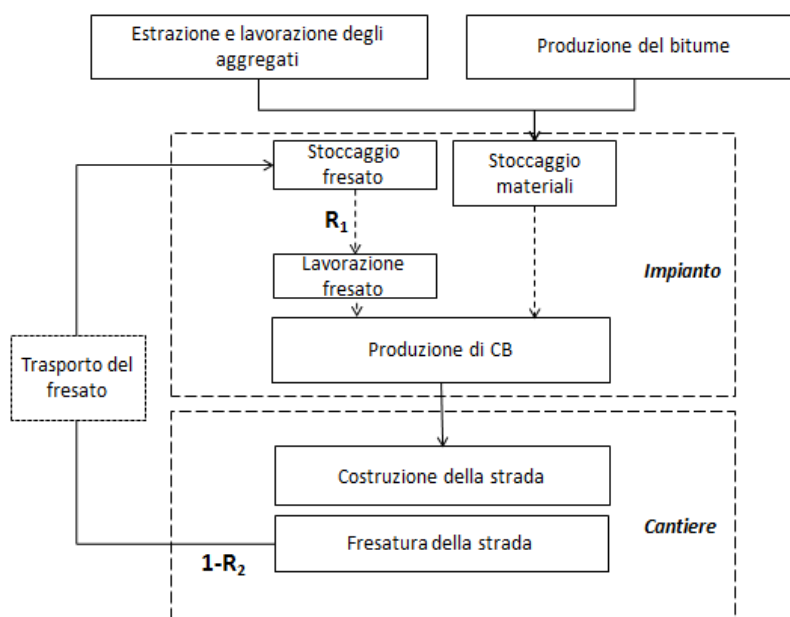 Estrazione e lavorazione degli
aggregati
Produzione del bitume
Stoccaggio
fresato
Stoccaggio
materiali
R₁
Lavorazione
fresato
Impianto
Produzione di CB
Trasporto del
fresato
Costruzione della strada
Fresatura della strada
Cantiere
1-R₂